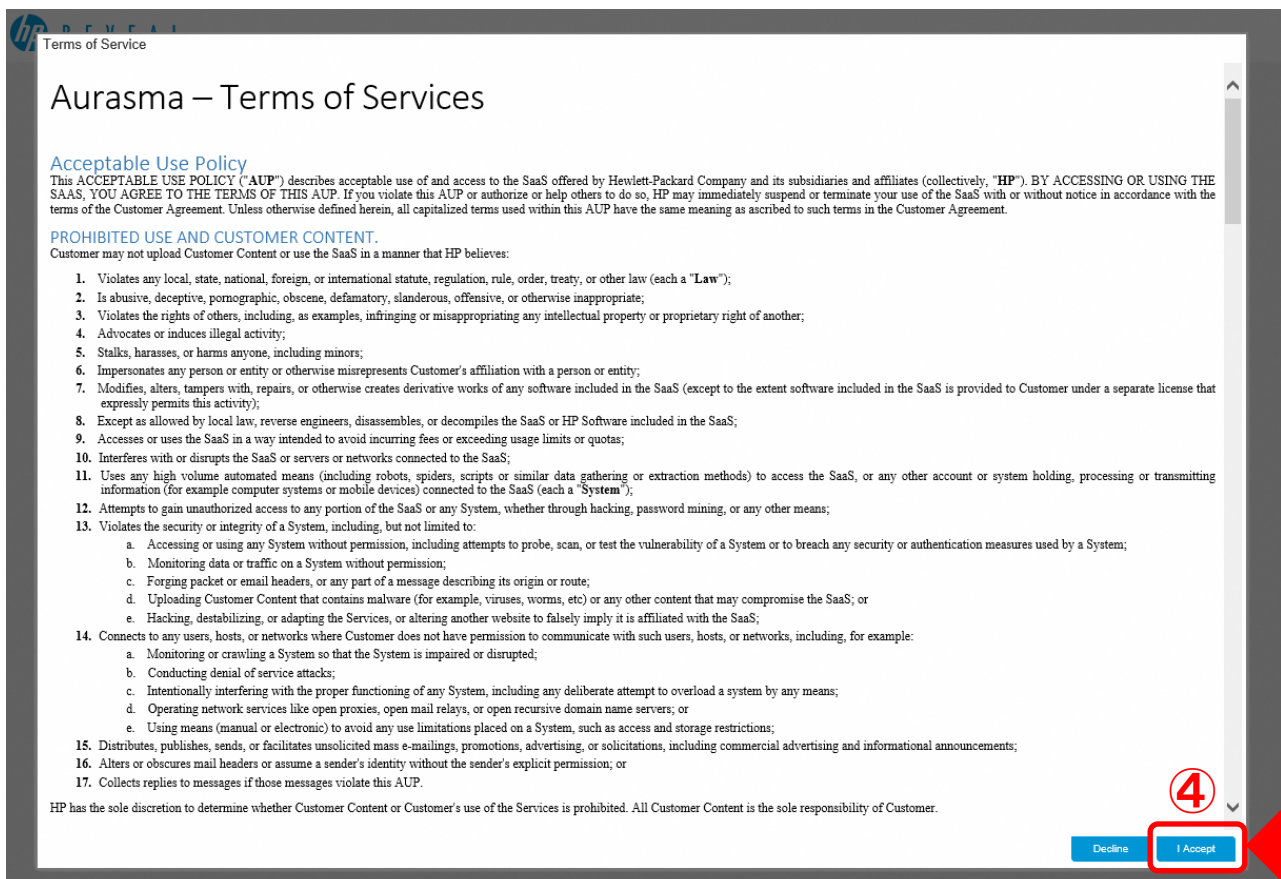 hp REVEAL
Terms of Service
Aurasma – Terms of Services
Acceptable Use Policy
This ACCEPTABLE USE POLICY ("AUP") describes acceptable use of and access to the SaaS offered by Hewlett-Packard Company and its subsidiaries and affiliates (collectively, "HP"). BY ACCESSING OR USING THE
SAAS, YOU AGREE TO THE TERMS OF THIS AUP. If you violate this AUP or authorize or help others to do so, HP may immediately suspend or terminate your use of the SaaS with or without notice in accordance with the
terms of the Customer Agreement. Unless otherwise defined herein, all capitalized terms used within this AUP have the same meaning as ascribed to such terms in the Customer Agreement.
PROHIBITED USE AND CUSTOMER CONTENT.
Customer may not upload Customer Content or use the SaaS in a manner that HP believes:
1. Violates any local, state, national, foreign, or international statute, regulation, rule, order, treaty, or other law (each a "Law");
2. Is abusive, deceptive, pornographic, obscene, defamatory, slanderous, offensive, or otherwise inappropriate;
3. Violates the rights of others, including, as examples, infringing or misappropriating any intellectual property or proprietary right of another;
4. Advocates or induces illegal activity;
5. Stalks, harasses, or harms anyone, including minors;
6. Impersonates any person or entity or otherwise misrepresents Customer's affiliation with a person or entity;
7. Modifies, alters, tampers with, repairs, or otherwise creates derivative works of any software included in the SaaS (except to the extent software included in the SaaS is provided to Customer under a separate license that
expressly permits this activity);
8. Except as allowed by local law, reverse engineers, disassembles, or decompiles the SaaS or HP Software included in the SaaS;
9. Accesses or uses the SaaS in a way intended to avoid incurring fees or exceeding usage limits or quotas;
10. Interferes with or disrupts the SaaS or servers or networks connected to the SaaS;
11. Uses any high volume automated means (including robots, spiders, scripts or similar data gathering or extraction methods) to access the SaaS, or any other account or system holding, processing or transmitting
information (for example computer systems or mobile devices) connected to the SaaS (each a "System");
12. Attempts to gain unauthorized access to any portion of the SaaS or any System, whether through hacking, password mining, or any other means;
13. Violates the security or integrity of a System, including, but not limited to:
a. Accessing or using any System without permission, including attempts to probe, scan, or test the vulnerability of a System or to breach any security or authentication measures used by a System;
b. Monitoring data or traffic on a System without permission;
c. Forging packet or email headers, or any part of a message describing its origin or route;
d. Uploading Customer Content that contains malware (for example, viruses, worms, etc) or any other content that may compromise the SaaS; or
e. Hacking, destabilizing, or adapting the Services, or altering another website to falsely imply it is affiliated with the SaaS;
14. Connects to any users, hosts, or networks where Customer does not have permission to communicate with such users, hosts, or networks, including, for example:
a. Monitoring or crawling a System so that the System is impaired or disrupted;
b. Conducting denial of service attacks;
c. Intentionally interfering with the proper functioning of any System, including any deliberate attempt to overload a system by any means;
d. Operating network services like open proxies, open mail relays, or open recursive domain name servers; or
e. Using means (manual or electronic) to avoid any use limitations placed on a System, such as access and storage restrictions;
15. Distributes, publishes, sends, or facilitates unsolicited mass e-mailings, promotions, advertising, or solicitations, including commercial advertising and informational announcements;
16. Alters or obscures mail headers or assume a sender's identity without the sender's explicit permission; or
17. Collects replies to messages if those messages violate this AUP.
HP has the sole discretion to determine whether Customer Content or Customer's use of the Services is prohibited. All Customer Content is the sole responsibility of Customer.
④
Decline
I Accept